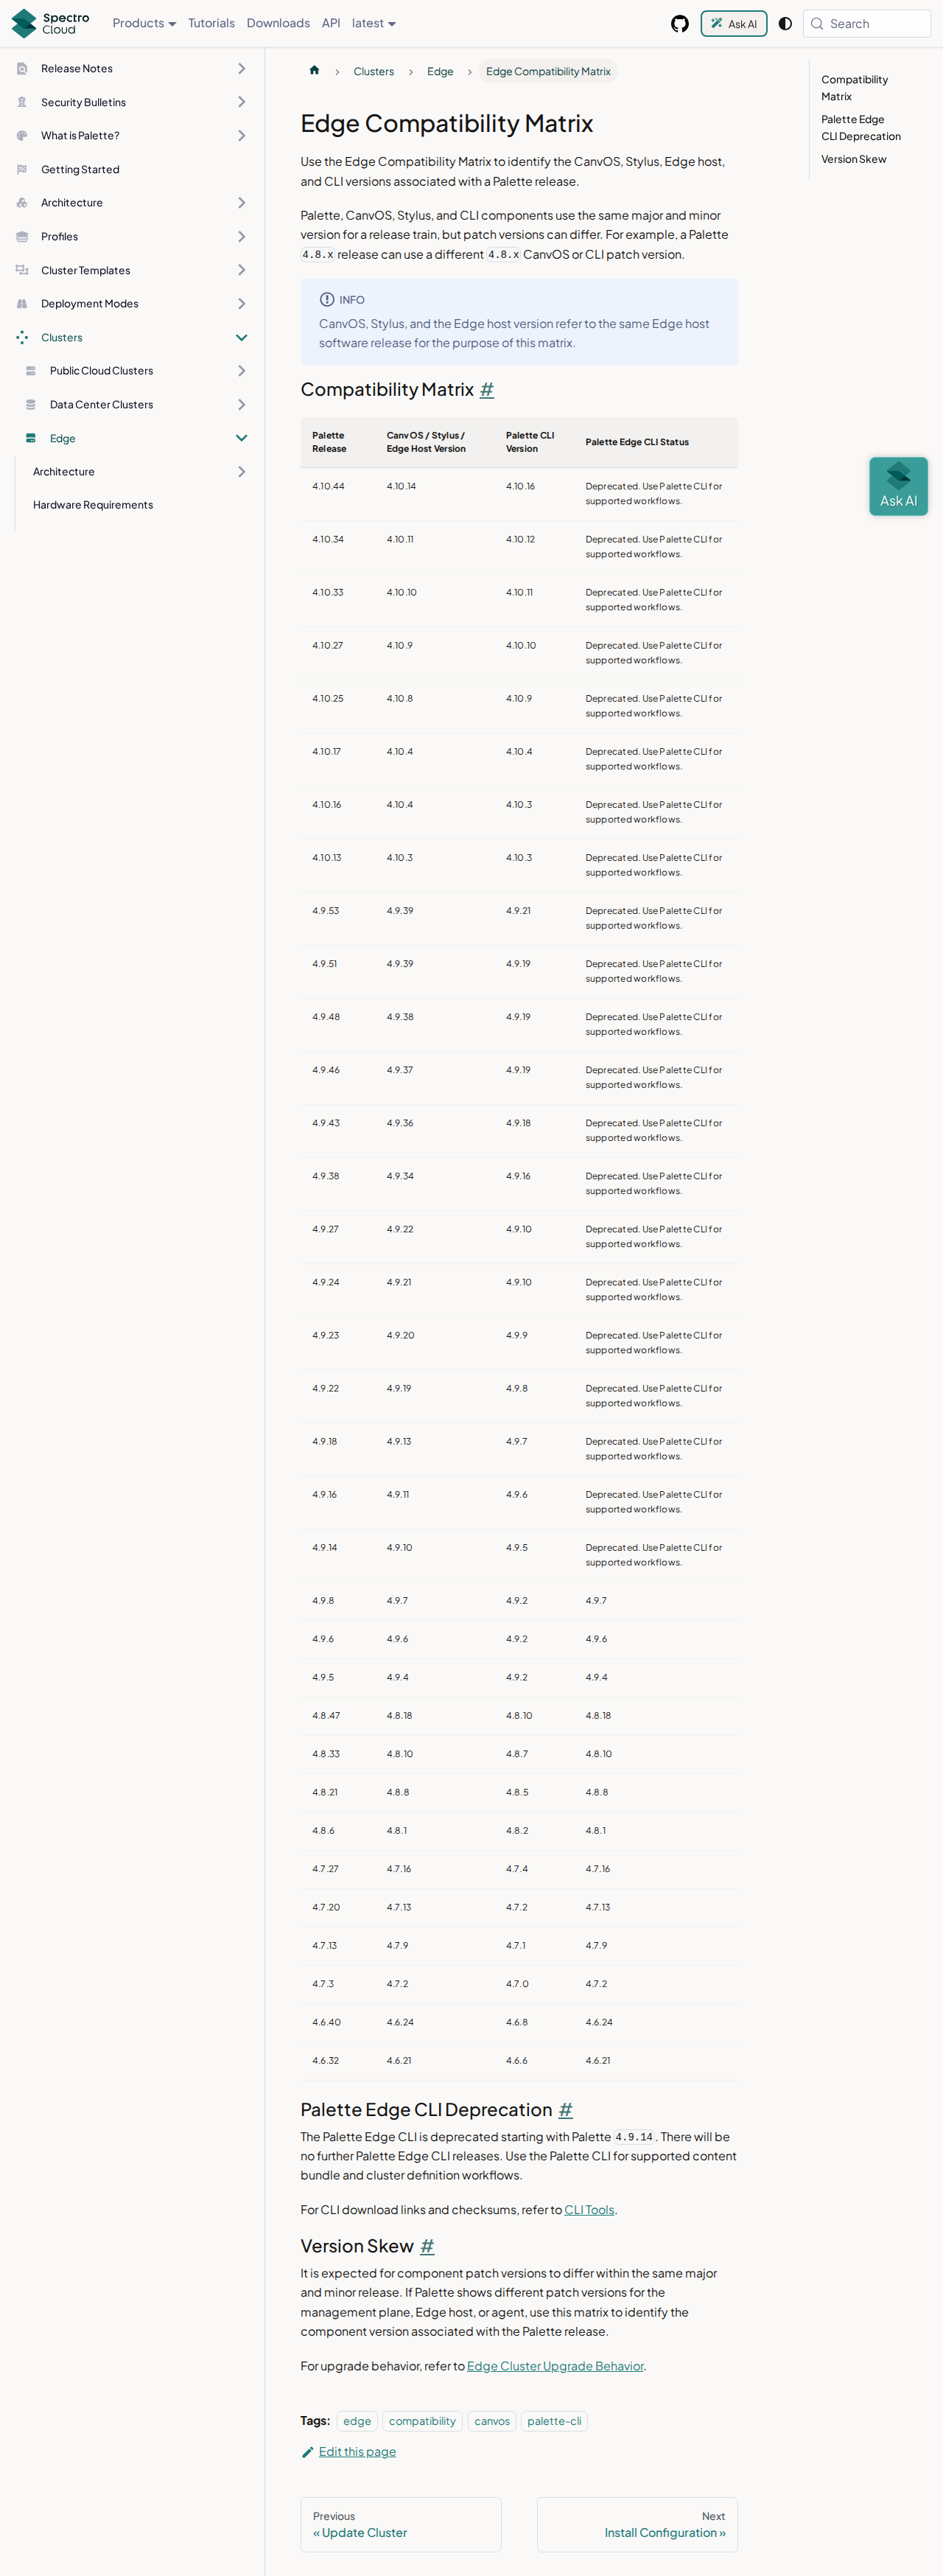 Spectro Cloud
Products
Tutorials
Downloads
API
latest
Ask AI
Search
Release Notes
Security Bulletins
What is Palette?
Getting Started
Architecture
Profiles
Cluster Templates
Deployment Modes
Clusters
Public Cloud Clusters
Data Center Clusters
Edge
Architecture
Hardware Requirements
Clusters
Edge
Edge Compatibility Matrix
Edge Compatibility Matrix
Use the Edge Compatibility Matrix to identify the CanvOS, Stylus, Edge host,
and CLI versions associated with a Palette release.
Palette, CanvOS, Stylus, and CLI components use the same major and minor
version for a release train, but patch versions can differ. For example, a Palette
4.8.x release can use a different 4.8.x CanvOS or CLI patch version.
INFO
CanvOS, Stylus, and the Edge host version refer to the same Edge host
software release for the purpose of this matrix.
Compatibility Matrix #
Palette Release | CanvOS / Stylus / Edge Host Version | Palette CLI Version | Palette Edge CLI Status
4.10.44 4.10.14 4.10.16 Deprecated. Use Palette CLI for
supported workflows.
4.10.34 4.10.11 4.10.12 Deprecated. Use Palette CLI for
supported workflows.
4.10.33 4.10.10 4.10.11 Deprecated. Use Palette CLI for
supported workflows.
4.10.27 4.10.9 4.10.10 Deprecated. Use Palette CLI for
supported workflows.
4.10.25 4.10.8 4.10.9 Deprecated. Use Palette CLI for
supported workflows.
4.10.17 4.10.4 4.10.4 Deprecated. Use Palette CLI for
supported workflows.
4.10.16 4.10.4 4.10.3 Deprecated. Use Palette CLI for
supported workflows.
4.10.13 4.10.3 4.10.3 Deprecated. Use Palette CLI for
supported workflows.
4.9.53 4.9.39 4.9.21 Deprecated. Use Palette CLI for
supported workflows.
4.9.51 4.9.39 4.9.19 Deprecated. Use Palette CLI for
supported workflows.
4.9.48 4.9.38 4.9.19 Deprecated. Use Palette CLI for
supported workflows.
4.9.46 4.9.37 4.9.19 Deprecated. Use Palette CLI for
supported workflows.
4.9.43 4.9.36 4.9.18 Deprecated. Use Palette CLI for
supported workflows.
4.9.38 4.9.34 4.9.16 Deprecated. Use Palette CLI for
supported workflows.
4.9.27 4.9.22 4.9.10 Deprecated. Use Palette CLI for
supported workflows.
4.9.24 4.9.21 4.9.10 Deprecated. Use Palette CLI for
supported workflows.
4.9.23 4.9.20 4.9.9 Deprecated. Use Palette CLI for
supported workflows.
4.9.22 4.9.19 4.9.8 Deprecated. Use Palette CLI for
supported workflows.
4.9.18 4.9.13 4.9.7 Deprecated. Use Palette CLI for
supported workflows.
4.9.16 4.9.11 4.9.6 Deprecated. Use Palette CLI for
supported workflows.
4.9.14 4.9.10 4.9.5 Deprecated. Use Palette CLI for
supported workflows.
4.9.8 4.9.7 4.9.2 4.9.7
4.9.6 4.9.6 4.9.2 4.9.6
4.9.5 4.9.4 4.9.2 4.9.4
4.8.47 4.8.18 4.8.10 4.8.18
4.8.33 4.8.10 4.8.7 4.8.10
4.8.21 4.8.8 4.8.5 4.8.8
4.8.6 4.8.1 4.8.2 4.8.1
4.7.27 4.7.16 4.7.4 4.7.16
4.7.20 4.7.13 4.7.2 4.7.13
4.7.13 4.7.9 4.7.1 4.7.9
4.7.3 4.7.2 4.7.0 4.7.2
4.6.40 4.6.24 4.6.8 4.6.24
4.6.32 4.6.21 4.6.6 4.6.21
Palette Edge CLI Deprecation #
The Palette Edge CLI is deprecated starting with Palette 4.9.14. There will be
no further Palette Edge CLI releases. Use the Palette CLI for supported content
bundle and cluster definition workflows.
For CLI download links and checksums, refer to CLI Tools.
Version Skew #
It is expected for component patch versions to differ within the same major
and minor release. If Palette shows different patch versions for the
management plane, Edge host, or agent, use this matrix to identify the
component version associated with the Palette release.
For upgrade behavior, refer to Edge Cluster Upgrade Behavior.
Tags: edge compatibility canvos palette-cli
Edit this page
Previous
« Update Cluster
Next
Install Configuration »
Compatibility
Matrix
Palette Edge
CLI Deprecation
Version Skew
Ask AI